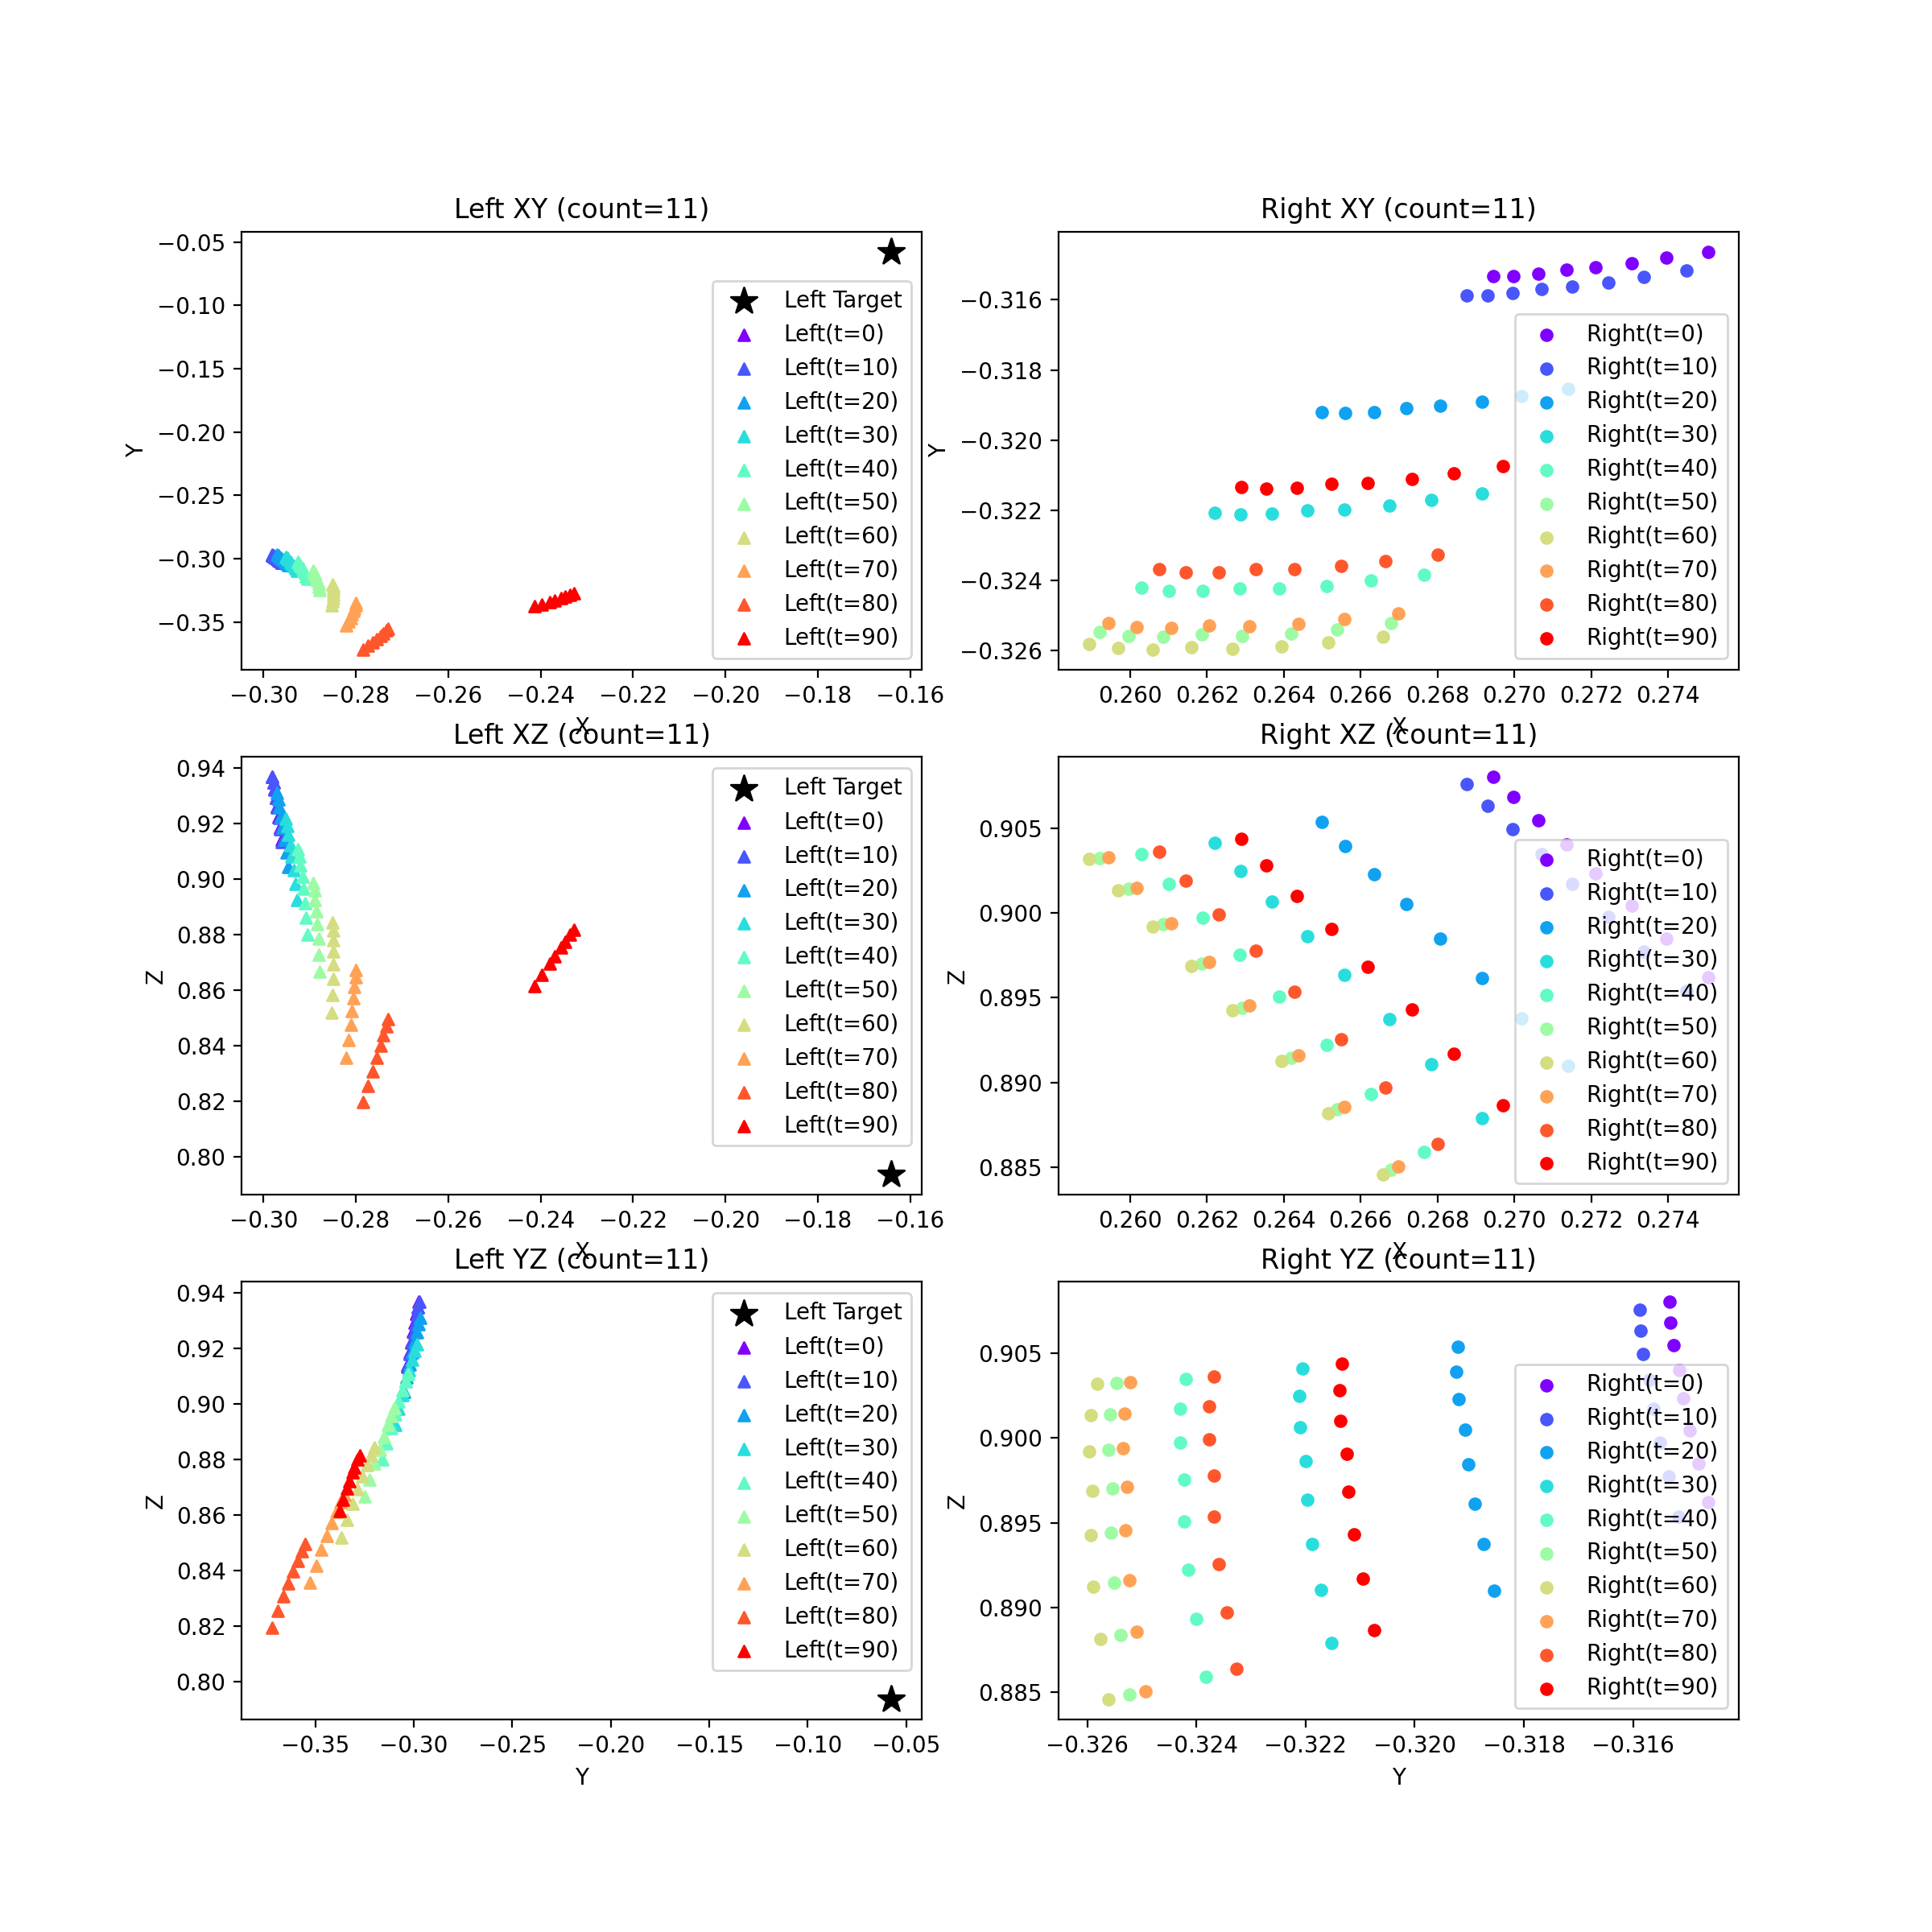 Left XY (count=11)
−0.05
−0.10
−0.15
−0.20
−0.25
−0.30
−0.35
Y
Left Target
Left(t=0)
Left(t=10)
Left(t=20)
Left(t=30)
Left(t=40)
Left(t=50)
Left(t=60)
Left(t=70)
Left(t=80)
Left(t=90)
−0.30 −0.28 −0.26 −0.24 −0.22 −0.20 −0.18 −0.16
X
Right XY (count=11)
−0.316
−0.318
−0.320
−0.322
−0.324
−0.326
Y
Right(t=0)
Right(t=10)
Right(t=20)
Right(t=30)
Right(t=40)
Right(t=50)
Right(t=60)
Right(t=70)
Right(t=80)
Right(t=90)
0.260 0.262 0.264 0.266 0.268 0.270 0.272 0.274
X
Left XZ (count=11)
0.94
0.92
0.90
0.88
0.86
0.84
0.82
0.80
Z
Left Target
Left(t=0)
Left(t=10)
Left(t=20)
Left(t=30)
Left(t=40)
Left(t=50)
Left(t=60)
Left(t=70)
Left(t=80)
Left(t=90)
−0.30 −0.28 −0.26 −0.24 −0.22 −0.20 −0.18 −0.16
X
Right XZ (count=11)
0.905
0.900
0.895
0.890
0.885
Z
Right(t=0)
Right(t=10)
Right(t=20)
Right(t=30)
Right(t=40)
Right(t=50)
Right(t=60)
Right(t=70)
Right(t=80)
Right(t=90)
0.260 0.262 0.264 0.266 0.268 0.270 0.272 0.274
X
Left YZ (count=11)
0.94
0.92
0.90
0.88
0.86
0.84
0.82
0.80
Z
Left Target
Left(t=0)
Left(t=10)
Left(t=20)
Left(t=30)
Left(t=40)
Left(t=50)
Left(t=60)
Left(t=70)
Left(t=80)
Left(t=90)
−0.35 −0.30 −0.25 −0.20 −0.15 −0.10 −0.05
Y
Right YZ (count=11)
0.905
0.900
0.895
0.890
0.885
Z
Right(t=0)
Right(t=10)
Right(t=20)
Right(t=30)
Right(t=40)
Right(t=50)
Right(t=60)
Right(t=70)
Right(t=80)
Right(t=90)
−0.326 −0.324 −0.322 −0.320 −0.318 −0.316
Y